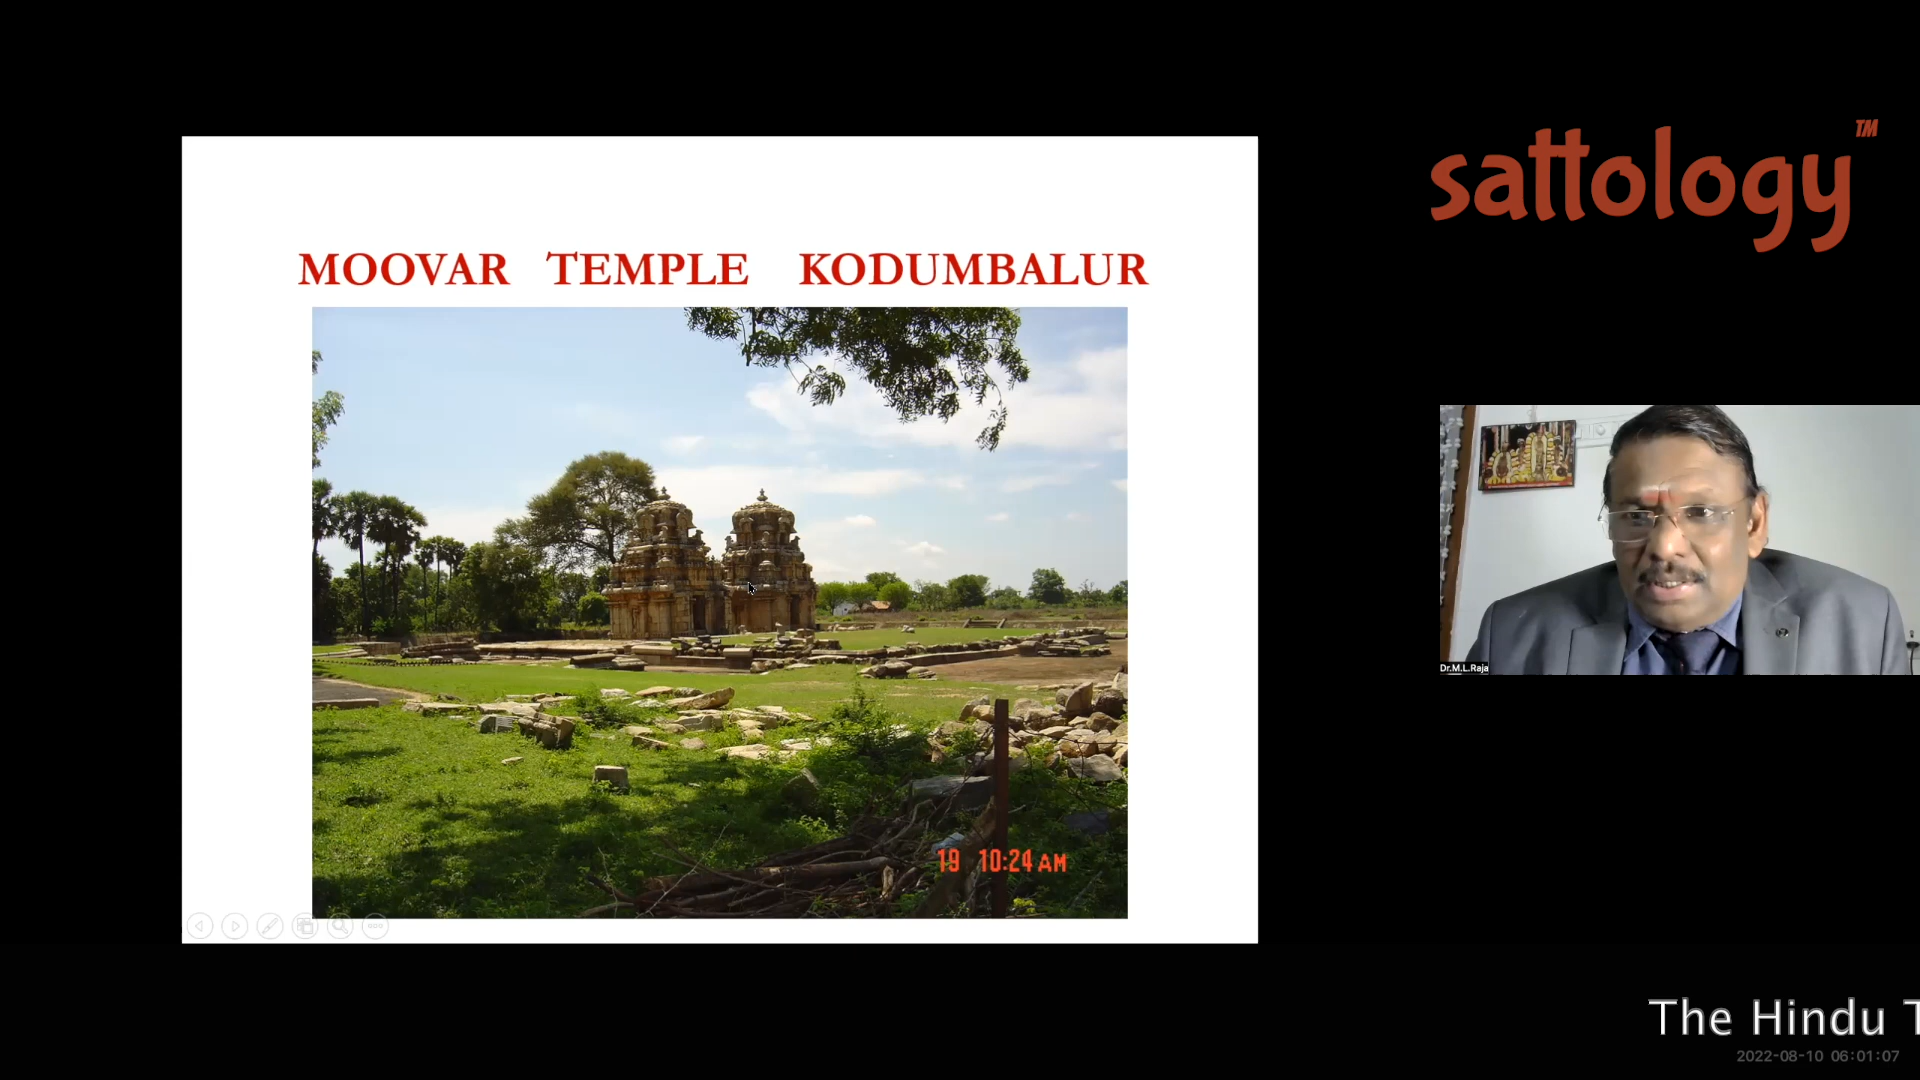 sattology TM
MOOVAR TEMPLE KODUMBALUR
Dr.M.L.Raja
19 10:24 AM
The Hindu
2022-08-10 06:01:07